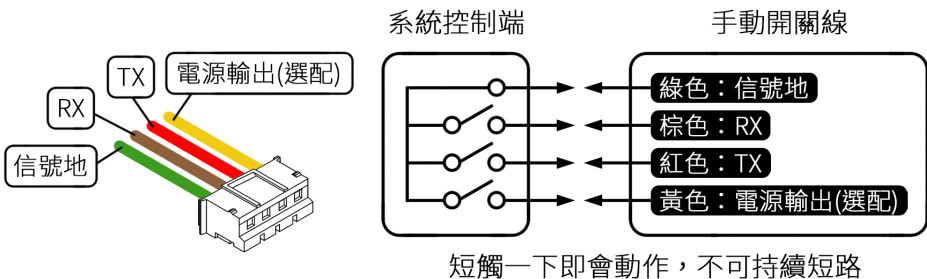 系統控制端
手動開關線
電源輸出(選配)
TX
RX
信號地
綠色：信號地
棕色：RX
紅色：TX
黃色：電源輸出(選配)
短觸一下即會動作，不可持續短路